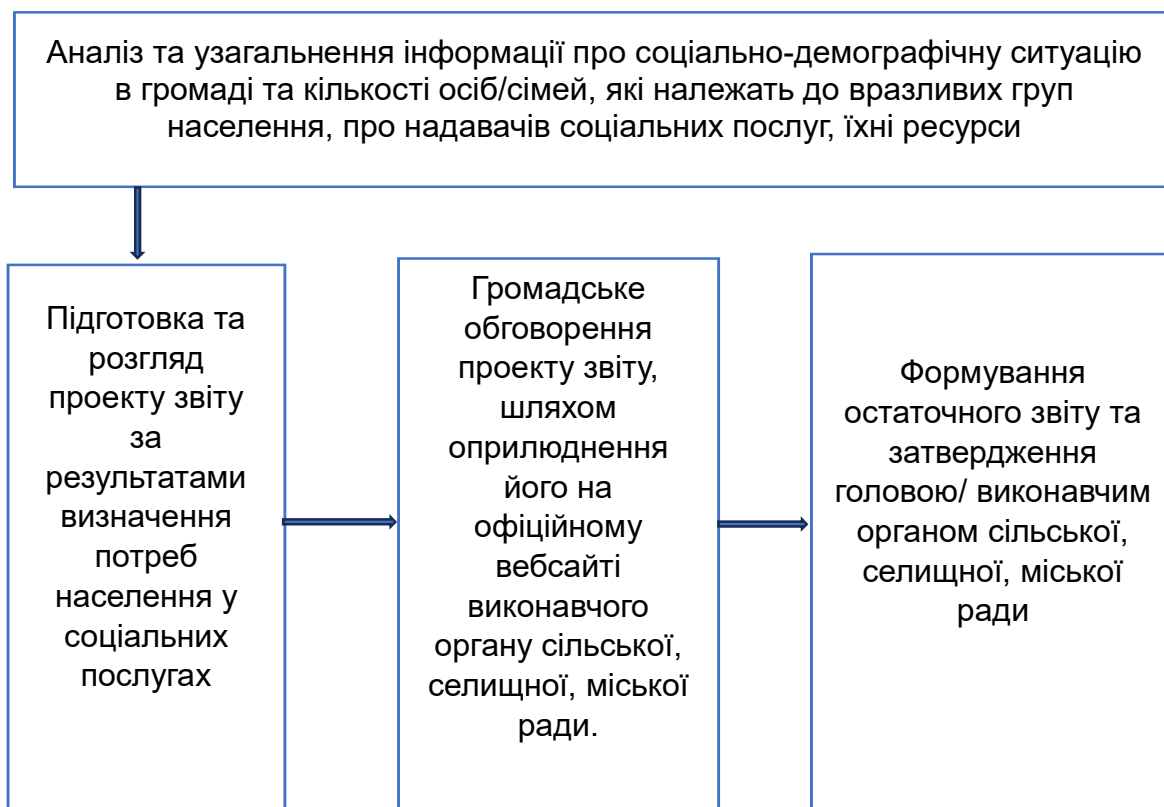 Аналіз та узагальнення інформації про соціально-демографічну ситуацію
в громаді та кількості осіб/сімей, які належать до вразливих груп
населення, про надавачів соціальних послуг, їхні ресурси
Підготовка та
розгляд
проекту звіту
за
результатами
визначення
потреб
населення у
соціальних
послугах
Громадське
обговорення
проекту звіту,
шляхом
оприлюднення
його на
офіційному
вебсайті
виконавчого
органу сільської,
селищної, міської
ради.
Формування
остаточного звіту та
затвердження
головою/ виконавчим
органом сільської,
селищної, міської
ради